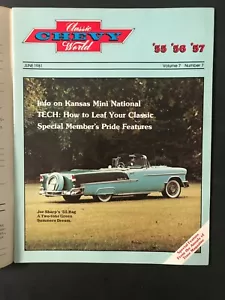 Classic
CHEVY
World
'55 '56 '57
JUNE 1981
Volume 7 Number 7
Info on Kansas Mini National
TECH: How to Leaf Your Classic
Special Member's Pride Features
Joe Sharp's '55 Rag
A Two-tone Green
Summers Dream.